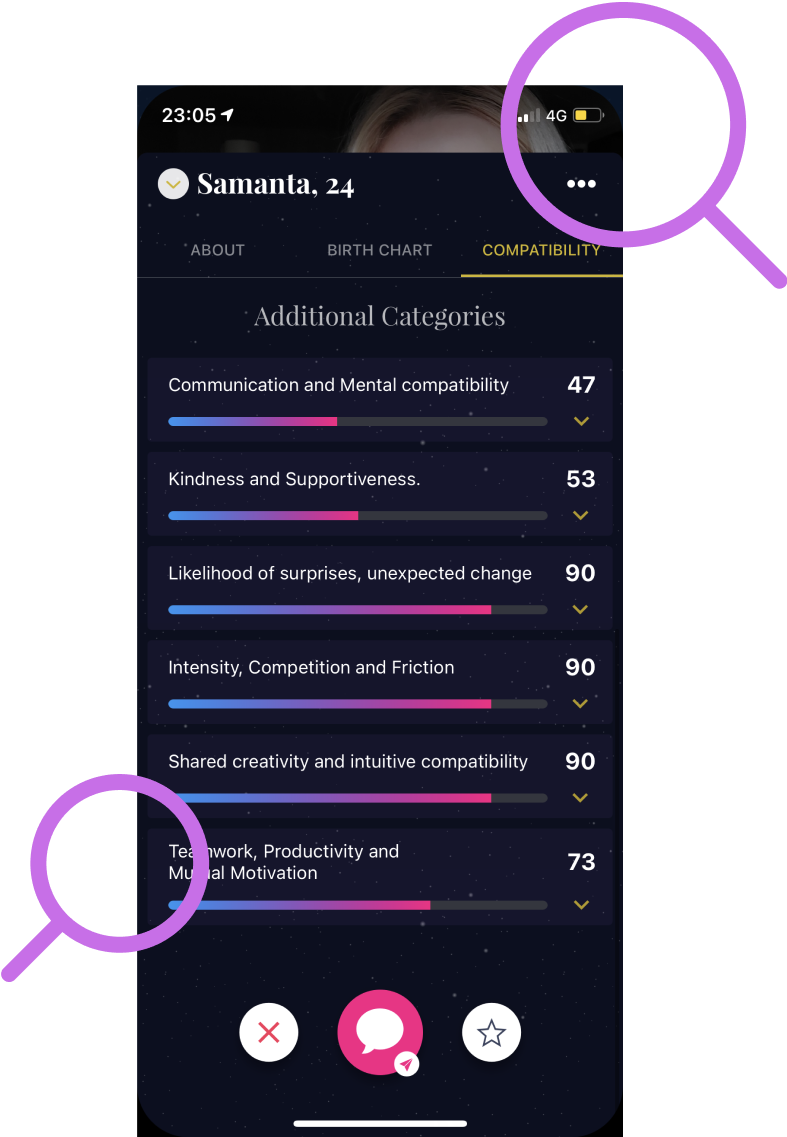 23:05
4G
Samanta, 24
ABOUT
BIRTH CHART
COMPATIBILITY
Additional Categories
Communication and Mental compatibility
47
Kindness and Supportiveness.
53
Likelihood of surprises, unexpected change
90
Intensity, Competition and Friction
90
Shared creativity and intuitive compatibility
90
Teamwork, Productivity and
Mutual Motivation
73